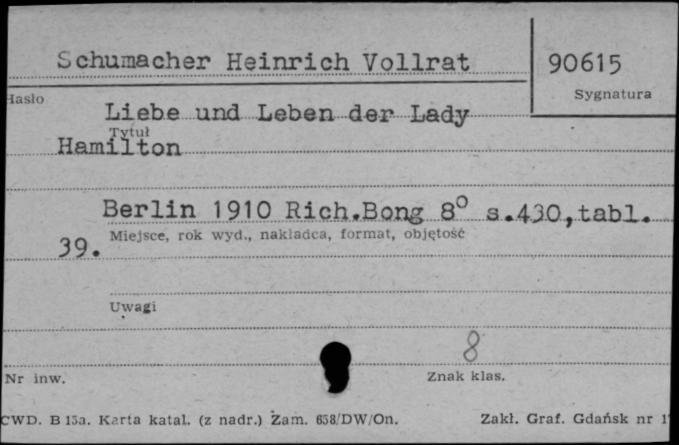 Schumacher Heinrich Vollrat
90615
Hasło
Sygnatura
Liebe und Leben der Lady
Tytuł
Hamilton
Berlin 1910 Rich.Bong 8° s.430,tabl.
Miejsce, rok wyd., nakładca, format, objętość
39.
Uwagi
8
Nr inw.
Znak klas.
CWD. B 15a. Karta katal. (z nadr.) Zam. 658/DW/On.
Zakł. Graf. Gdańsk nr